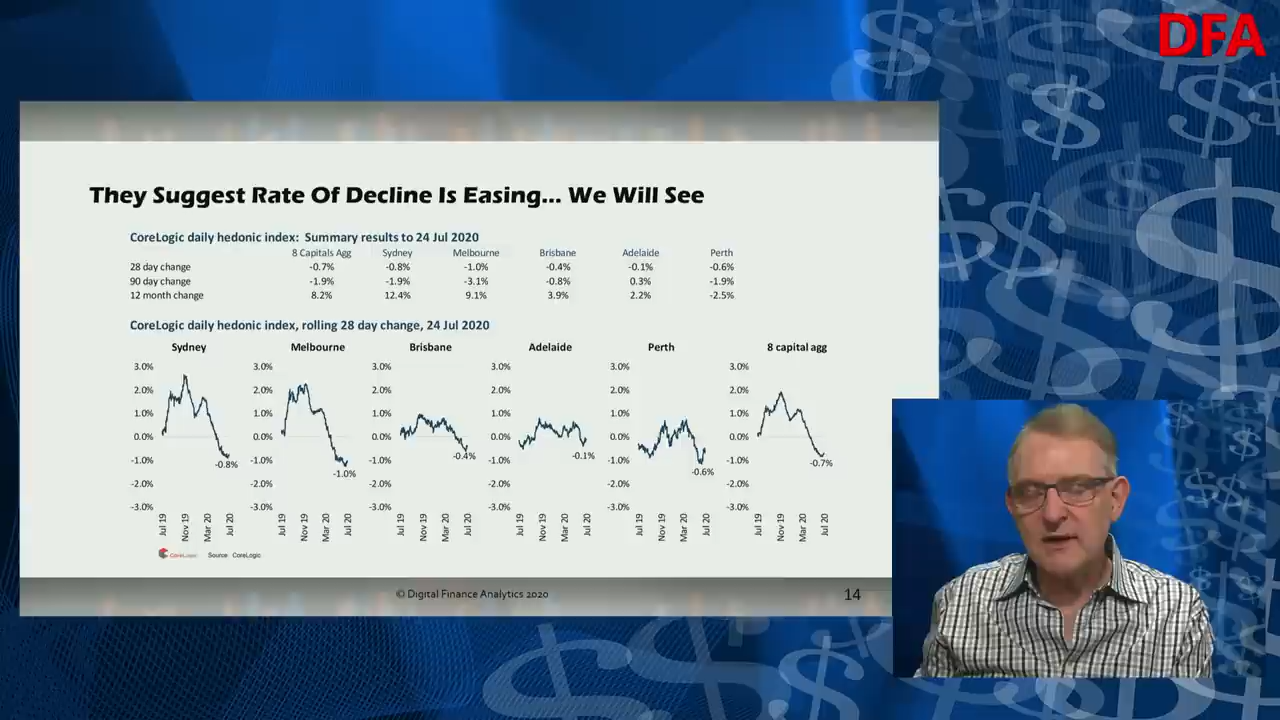 DFA
They Suggest Rate Of Decline Is Easing... We Will See
CoreLogic daily hedonic index: Summary results to 24 Jul 2020
8 Capitals Agg Sydney Melbourne Brisbane Adelaide Perth
28 day change -0.7% -0.8% -1.0% -0.4% -0.1% -0.6%
90 day change -1.9% -1.9% -3.1% -0.8% 0.3% -1.9%
12 month change 8.2% 12.4% 9.1% 3.9% 2.2% -2.5%
CoreLogic daily hedonic index, rolling 28 day change, 24 Jul 2020
Sydney Melbourne Brisbane Adelaide Perth 8 capital agg
3.0% 3.0% 3.0% 3.0% 3.0% 3.0%
2.0% 2.0% 2.0% 2.0% 2.0% 2.0%
1.0% 1.0% 1.0% 1.0% 1.0% 1.0%
0.0% 0.0% 0.0% 0.0% 0.0% 0.0%
-0.4% -0.1%
-1.0% -0.8% -1.0% -1.0% -1.0% -1.0% -1.0% -0.7%
-1.0% -0.6%
-2.0% -2.0% -2.0% -2.0% -2.0% -2.0%
-3.0% -3.0% -3.0% -3.0% -3.0% -3.0%
Jul 19 Nov 19 Mar 20 Jul 20 Jul 19 Nov 19 Mar 20 Jul 20 Jul 19 Nov 19 Mar 20 Jul 20 Jul 19 Nov 19 Mar 20 Jul 20 Jul 19 Nov 19 Mar 20 Jul 20 Jul 19 Nov 19 Mar 20 Jul 20
CoreLogic Source: CoreLogic
© Digital Finance Analytics 2020
14